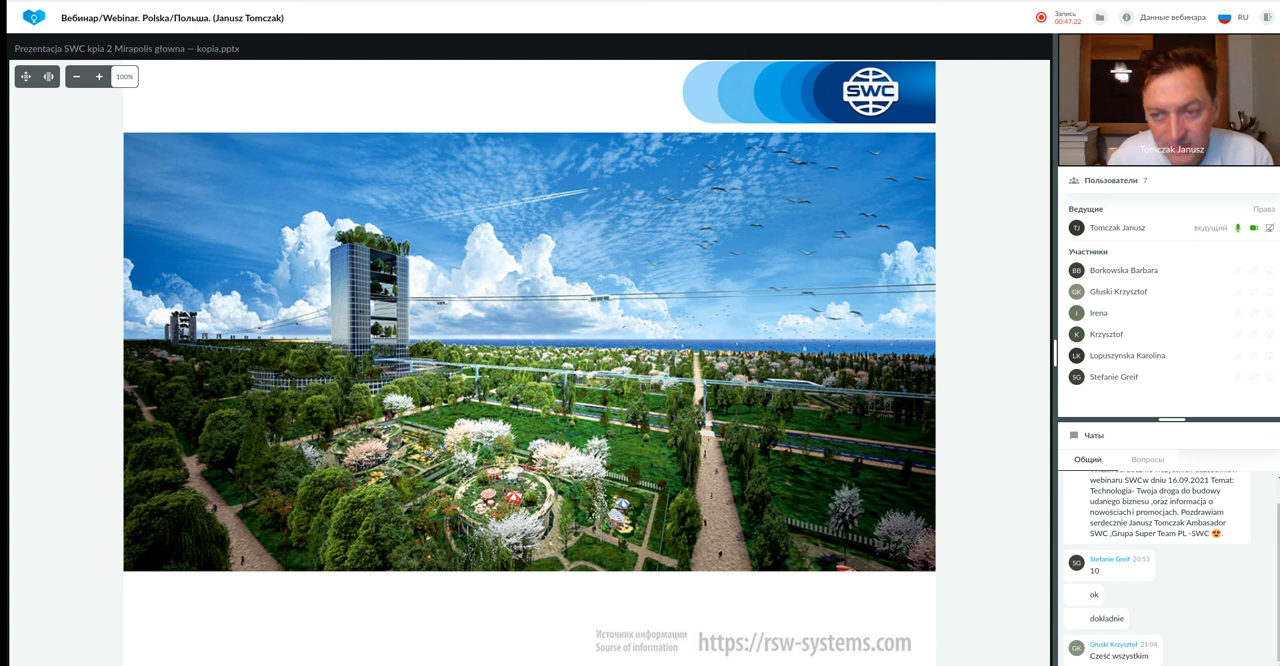 Вебинар/Webinar. Polska/Польша. (Janusz Tomczak)
Запись
00:47:22
Данные вебинара
RU
Prezentacja SWC kpia 2 Mirapolis głowna — kopia.pptx
100%
SWC
Tomczak Janusz
Пользователи 7
Ведущие
Права
TJ Tomczak Janusz ведущий
Участники
BB Borkowska Barbara
GK Głuski Krzysztof
I Irena
K Krzysztof
LK Lopuszynska Karolina
SG Stefanie Greif
Чаты
Общий Вопросы
webinaru SWCw dniu 16.09.2021 Temat:
Technologia- Twoja droga do budowy
udanego biznesu ,oraz informacja o
nowościach i promocjach. Pozdrawiam
serdecznie Janusz Tomczak Ambasador
SWC ,Grupa Super Team PL -SWC 😍.
SG Stefanie Greif 20:53
10
ok
dokladnie
GK Głuski Krzysztof 21:04
Cześć wszystkim
Источник информации
Sourse of information
https://rsw-systems.com